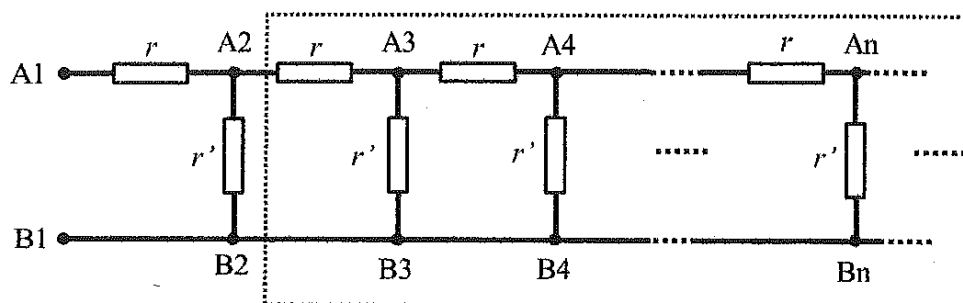 r A2 r A3 r A4 r An
A1
r' r' r' r'
B1
B2 B3 B4 Bn